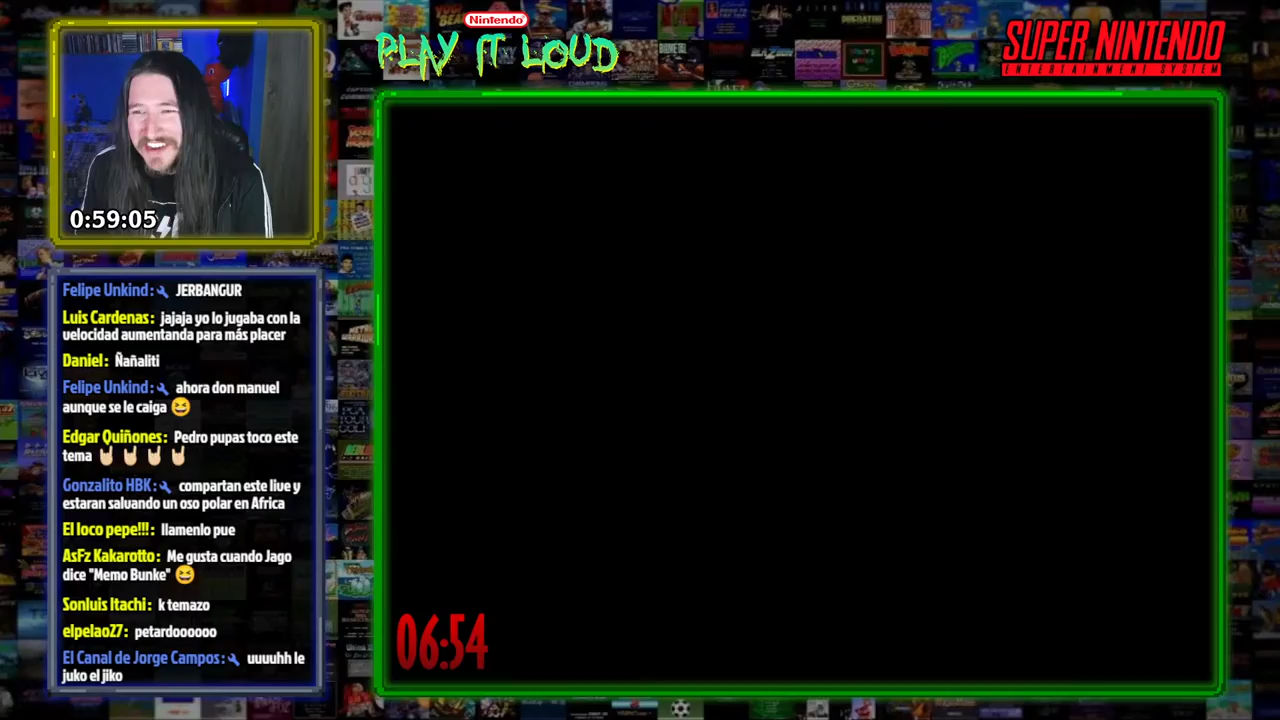 Nintendo
PLAY IT LOUD
SUPER NINTENDO
ENTERTAINMENT SYSTEM
0:59:05
Felipe Unkind: JERBANGUR
Luis Cardenas: jajaja yo lo jugaba con la
velocidad aumentanda para más placer
Daniel: Ñañaliti
Felipe Unkind: ahora don manuel
aunque se le caiga 😆
Edgar Quiñones: Pedro pupas toco este
tema 🤘🏻 🤘🏻 🤘🏻 🤘🏻
Gonzalito HBK: compartan este live y
estaran salvando un oso polar en Africa
El loco pepe!!!: llamenlo pue
AsFz Kakarotto: Me gusta cuando Jago
dice "Memo Bunke" 😆
Sonluis Itachi: k temazo
elpelao27: petardoooooo
El Canal de Jorge Campos: uuuuhh le
juko el jiko
06:54